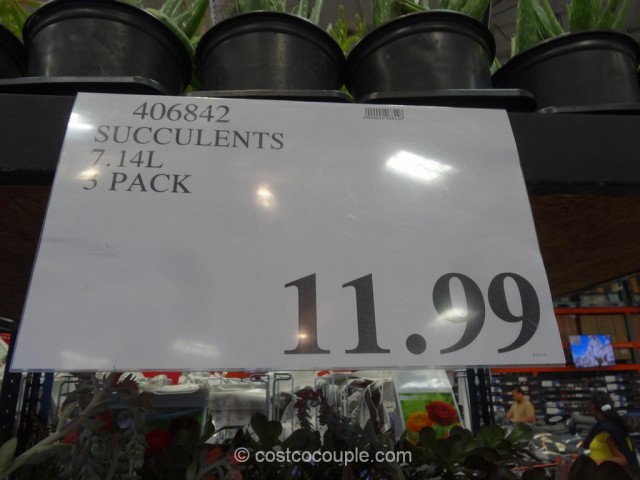 406842
SUCCULENTS
7.14L
3 PACK
11.99
© costcocouple.com